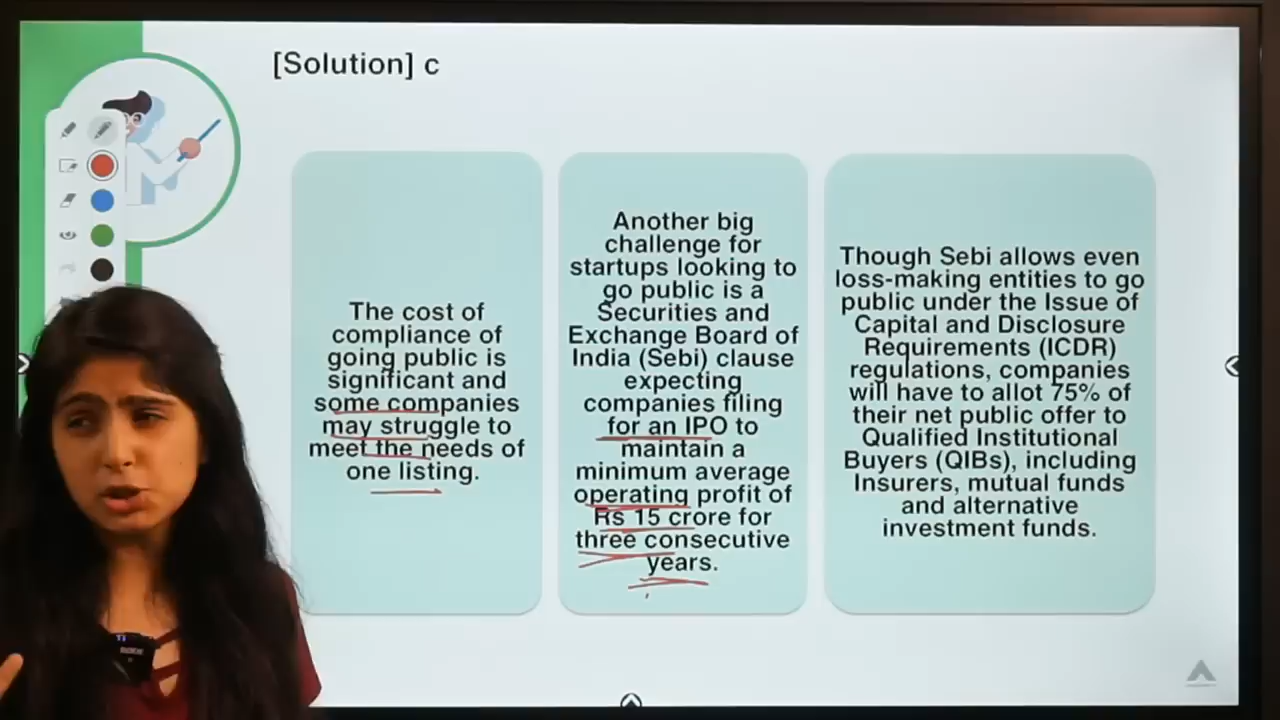 [Solution] c
The cost of
compliance of
going public is
significant and
some companies
may struggle to
meet the needs of
one listing.
Another big
challenge for
startups looking to
go public is a
Securities and
Exchange Board of
India (Sebi) clause
expecting
companies filing
for an IPO to
maintain a
minimum average
operating profit of
Rs 15 crore for
three consecutive
years.
Though Sebi allows even
loss-making entities to go
public under the Issue of
Capital and Disclosure
Requirements (ICDR)
regulations, companies
will have to allot 75% of
their net public offer to
Qualified Institutional
Buyers (QIBs), including
Insurers, mutual funds
and alternative
investment funds.